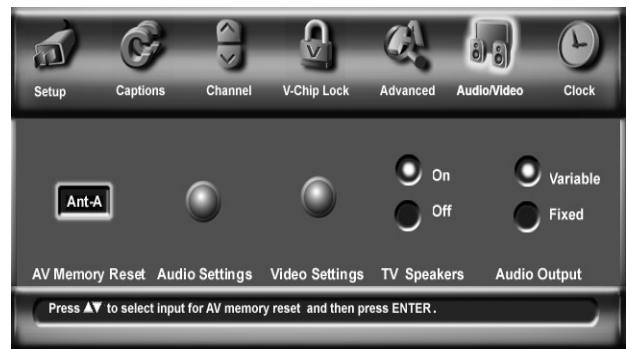 Setup Captions Channel V-Chip Lock Advanced Audio/Video Clock
On Variable
Ant-A
Off Fixed
AV Memory Reset Audio Settings Video Settings TV Speakers Audio Output
Press ▲▼ to select input for AV memory reset and then press ENTER.